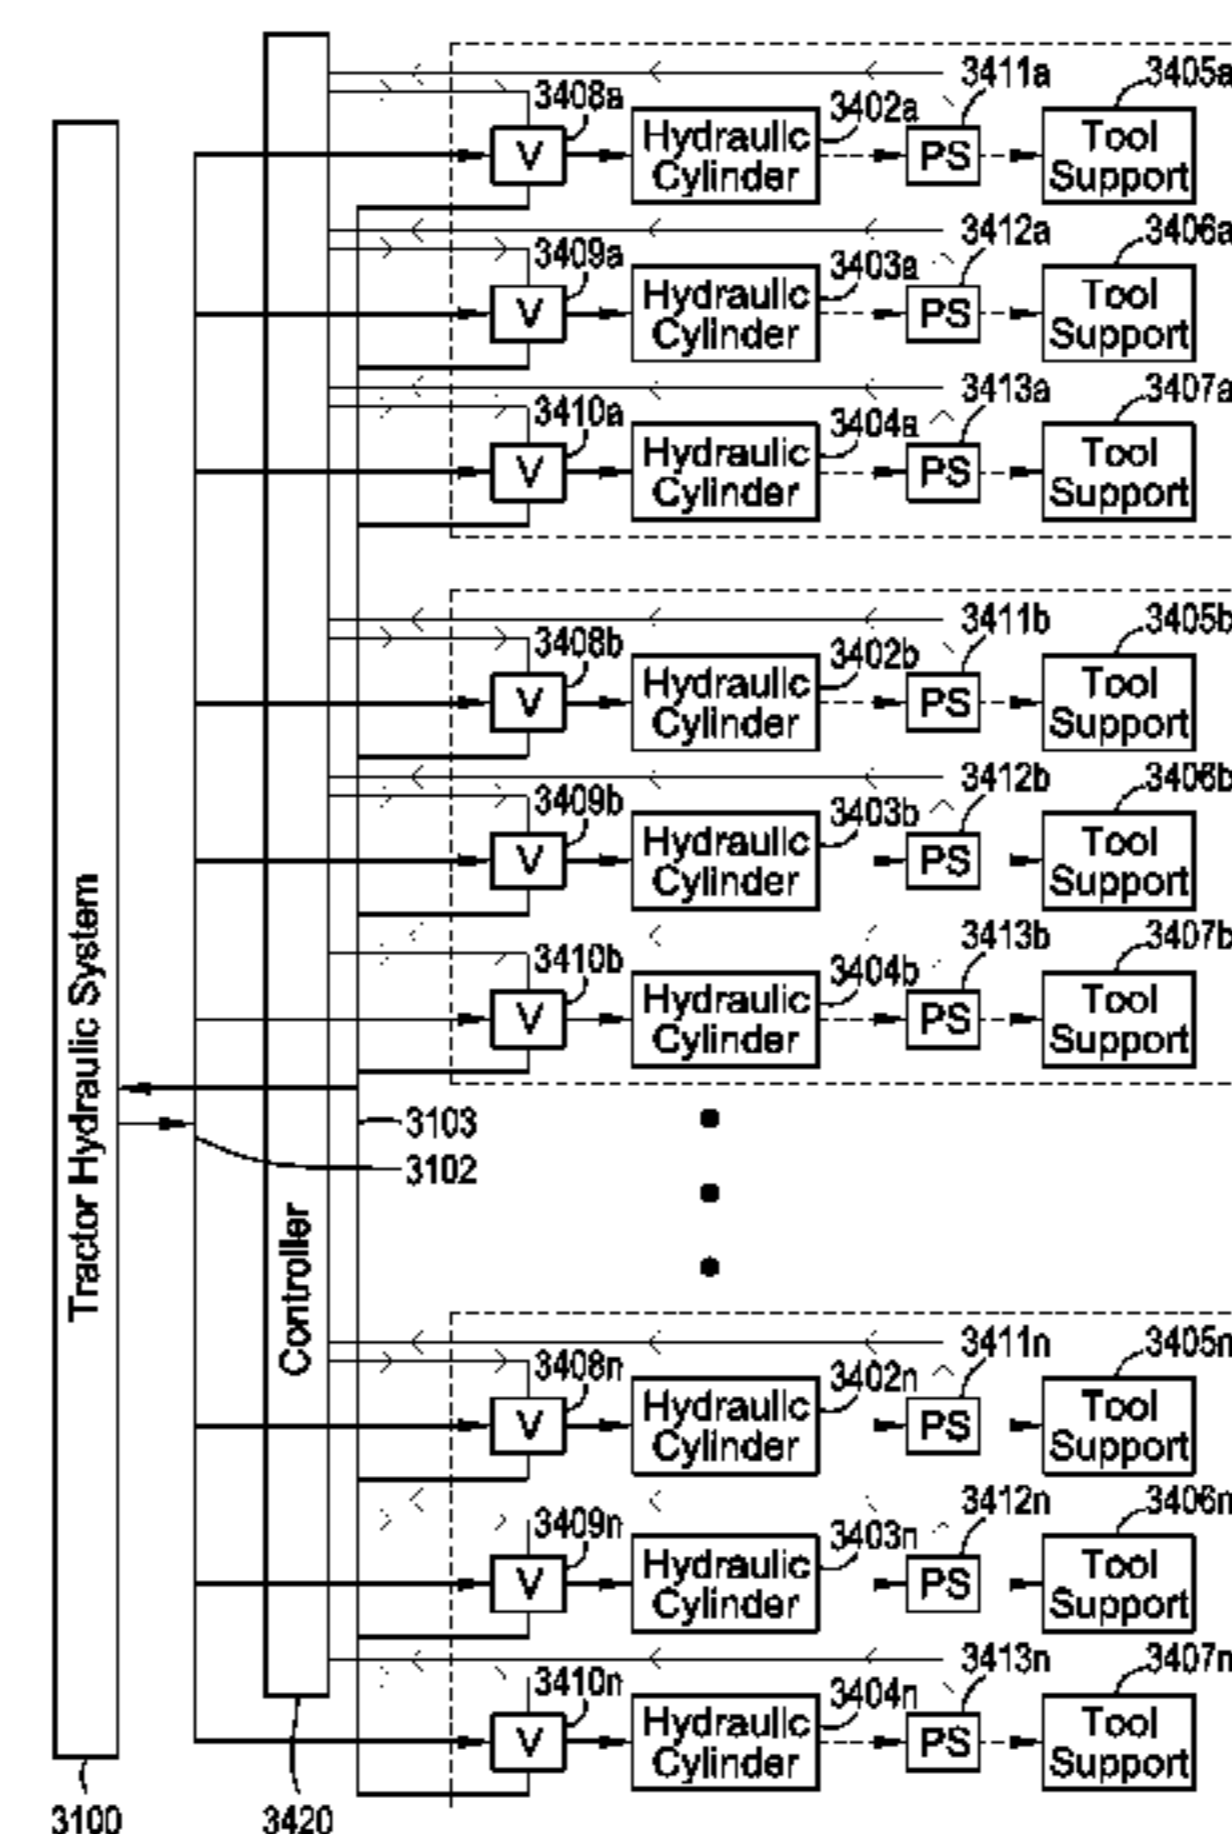 3411a
3405a
3408a
3402a
V
Hydraulic
Cylinder
PS
Tool
Support
3412a
3406a
3409a
3403a
V
Hydraulic
Cylinder
PS
Tool
Support
3413a
3407a
3410a
3404a
V
Hydraulic
Cylinder
PS
Tool
Support
3411b
3405b
3408b
3402b
V
Hydraulic
Cylinder
PS
Tool
Support
3412b
3406b
3409b
3403b
V
Hydraulic
Cylinder
PS
Tool
Support
3413b
3407b
3410b
3404b
V
Hydraulic
Cylinder
PS
Tool
Support
Tractor Hydraulic System
3103
3102
Controller
3411n
3405n
3408n
3402n
V
Hydraulic
Cylinder
PS
Tool
Support
3412n
3406n
3409n
3403n
V
Hydraulic
Cylinder
PS
Tool
Support
3413n
3407n
3410n
3404n
V
Hydraulic
Cylinder
PS
Tool
Support
3100
3420